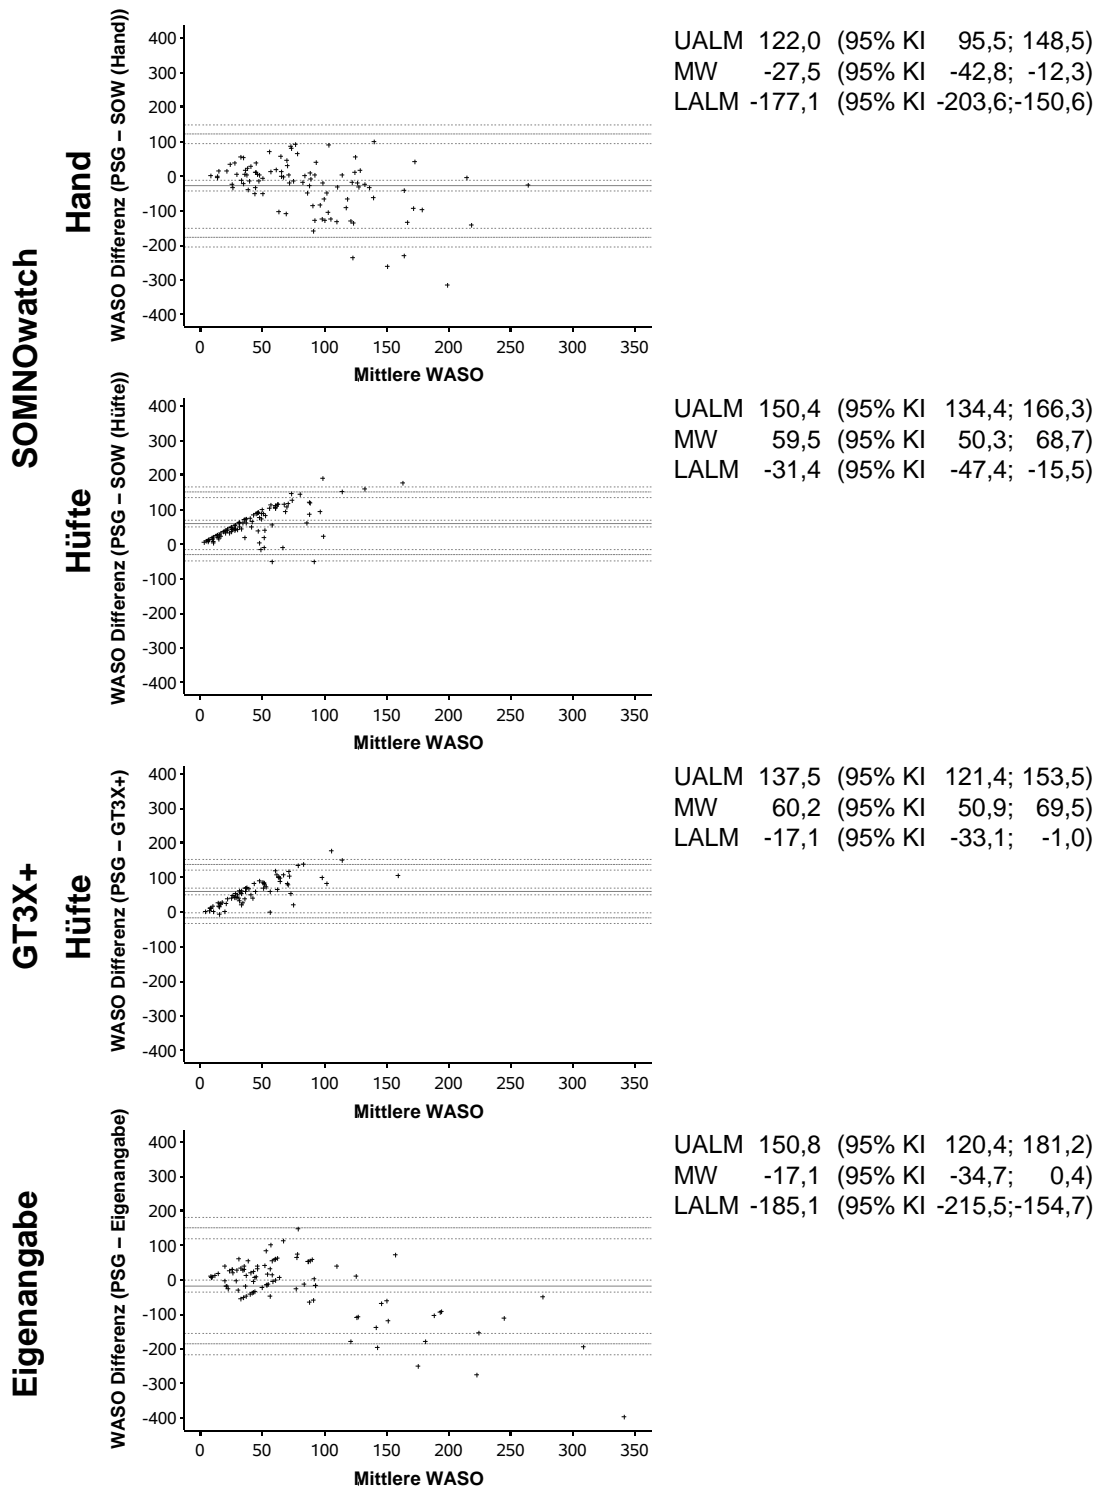 SOMNOwatch
Hand
WASO Differenz (PSG – SOW (Hand))
400
300
200
100
0
-100
-200
-300
-400
0 50 100 150 200 250 300 350
Mittlere WASO
UALM 122,0 (95% KI 95,5; 148,5)
MW -27,5 (95% KI -42,8; -12,3)
LALM -177,1 (95% KI -203,6;-150,6)
Hüfte
WASO Differenz (PSG – SOW (Hüfte))
400
300
200
100
0
-100
-200
-300
-400
0 50 100 150 200 250 300 350
Mittlere WASO
UALM 150,4 (95% KI 134,4; 166,3)
MW 59,5 (95% KI 50,3; 68,7)
LALM -31,4 (95% KI -47,4; -15,5)
GT3X+
Hüfte
WASO Differenz (PSG – GT3X+)
400
300
200
100
0
-100
-200
-300
-400
0 50 100 150 200 250 300 350
Mittlere WASO
UALM 137,5 (95% KI 121,4; 153,5)
MW 60,2 (95% KI 50,9; 69,5)
LALM -17,1 (95% KI -33,1; -1,0)
Eigenangabe
WASO Differenz (PSG – Eigenangabe)
400
300
200
100
0
-100
-200
-300
-400
0 50 100 150 200 250 300 350
Mittlere WASO
UALM 150,8 (95% KI 120,4; 181,2)
MW -17,1 (95% KI -34,7; 0,4)
LALM -185,1 (95% KI -215,5;-154,7)